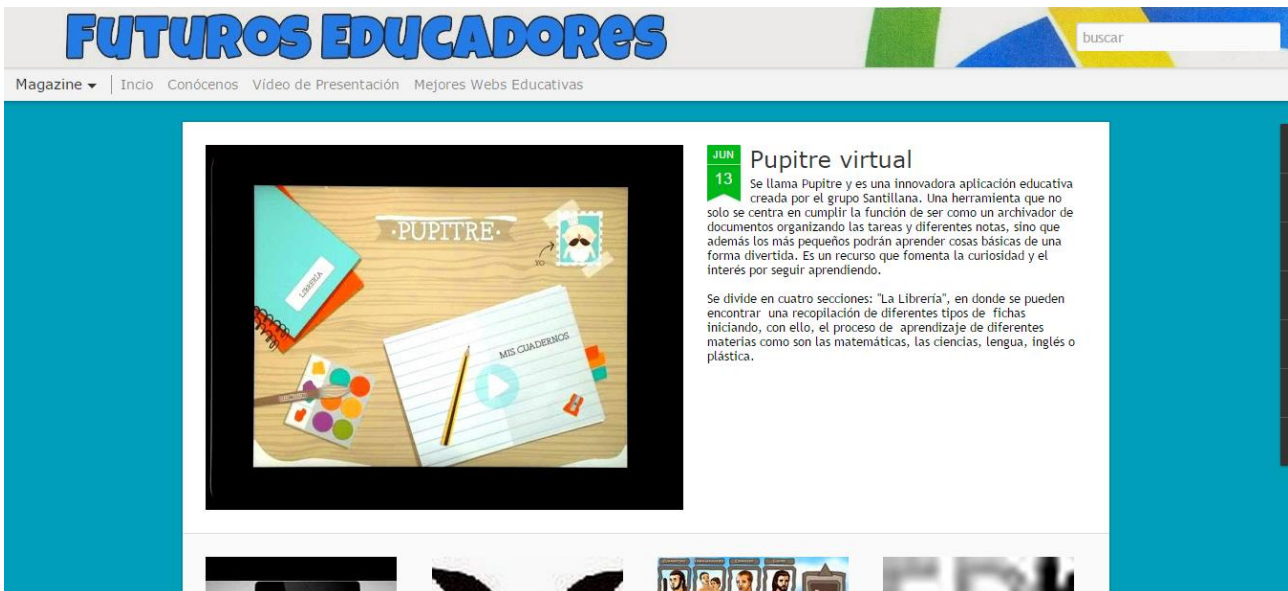 FUTUROS EDUCADORES
buscar
Magazine
Incio Conócenos Vídeo de Presentación Mejores Webs Educativas
JUN
13
Pupitre virtual
Se llama Pupitre y es una innovadora aplicación educativa
creada por el grupo Santillana. Una herramienta que no
solo se centra en cumplir la función de ser como un archivador de
documentos organizando las tareas y diferentes notas, sino que
además los más pequeños podrán aprender cosas básicas de una
forma divertida. Es un recurso que fomenta la curiosidad y el
interés por seguir aprendiendo.
Se divide en cuatro secciones: "La Librería", en donde se pueden
encontrar una recopilación de diferentes tipos de fichas
iniciando, con ello, el proceso de aprendizaje de diferentes
materias como son las matemáticas, las ciencias, lengua, inglés o
plástica.
·PUPITRE·
YO
LIBRERÍA
MIS CUADERNOS